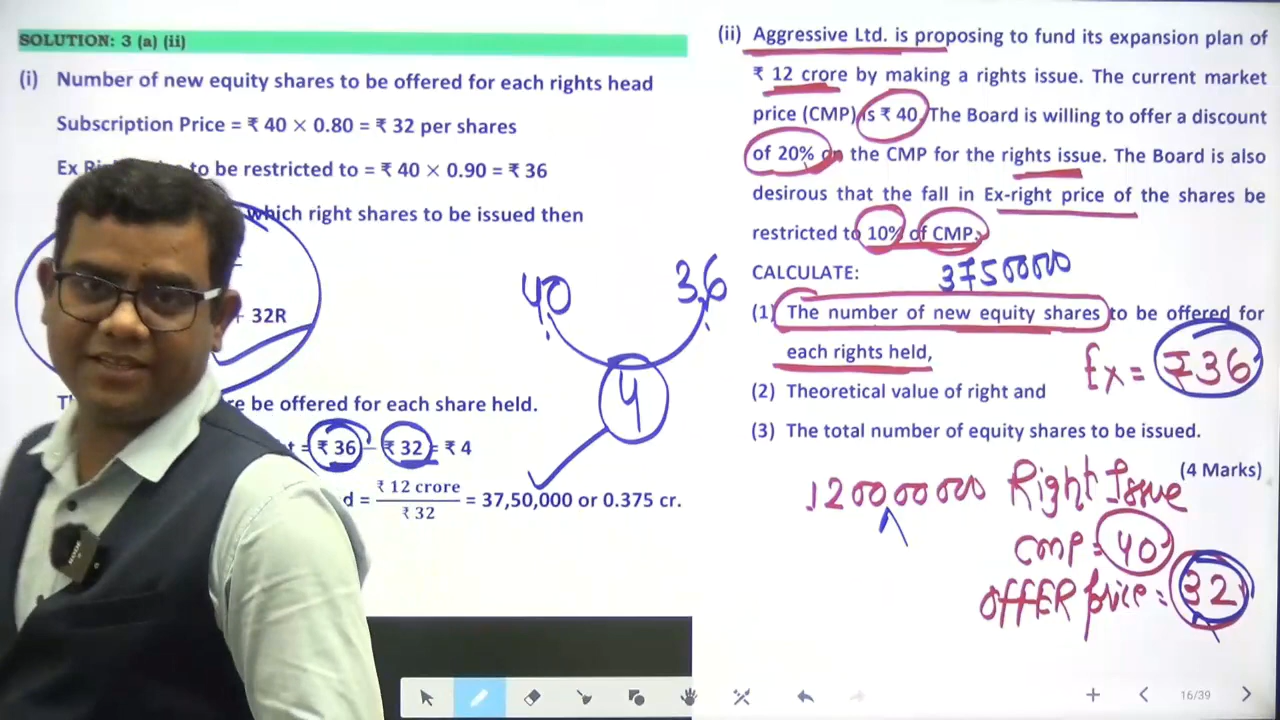 SOLUTION: 3 (a) (ii)
(i) Number of new equity shares to be offered for each rights head
Subscription Price = ₹ 40 × 0.80 = ₹ 32 per shares
to be restricted to = ₹ 40 × 0.90 = ₹ 36
which right shares to be issued then
+ 32R
be offered for each share held.
= ₹ 36 – ₹ 32 = ₹ 4
= ₹ 12 crore
₹ 32
= 37,50,000 or 0.375 cr.
40
36
4
(ii) Aggressive Ltd. is proposing to fund its expansion plan of
₹ 12 crore by making a rights issue. The current market
price (CMP) is ₹ 40. The Board is willing to offer a discount
of 20% on the CMP for the rights issue. The Board is also
desirous that the fall in Ex-right price of the shares be
restricted to 10% of CMP.
CALCULATE:
37500000
(1) The number of new equity shares to be offered for
each rights held,
Ex = ₹36
(2) Theoretical value of right and
(3) The total number of equity shares to be issued.
(4 Marks)
120000000 Right Issue
CMP = 40
OFFER Price = 32
16/39